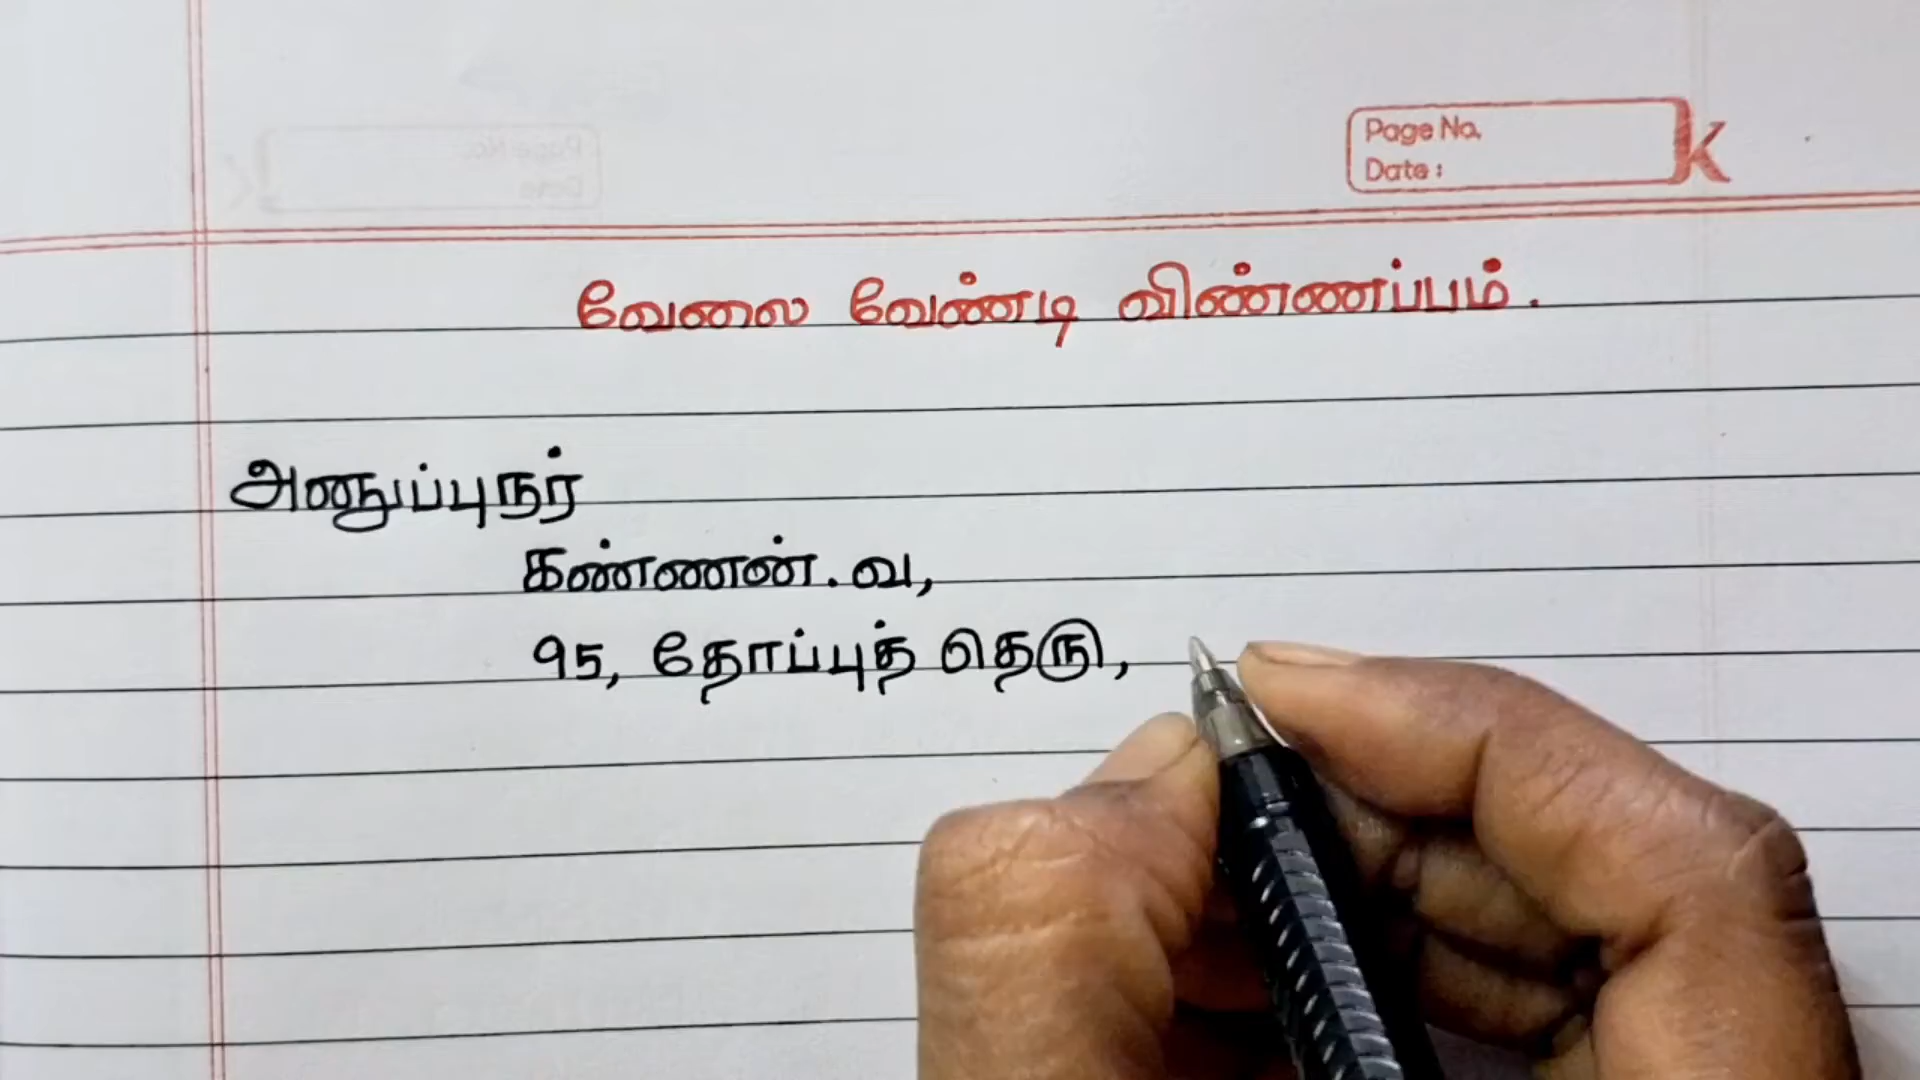 Page No.
Date :
K
வேலை வேண்டி விண்ணப்பம்.
அனுப்புநர்
கண்ணன். வ,
95, தோப்புத் தெரு,